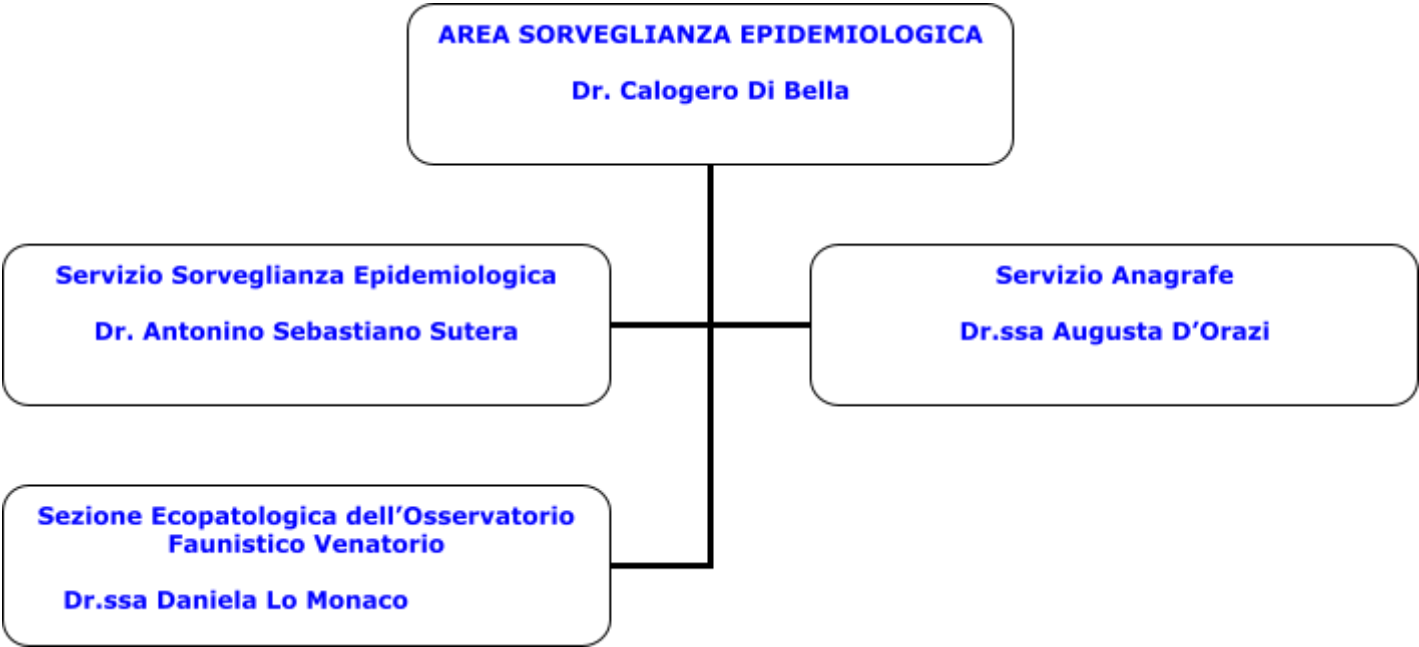 AREA SORVEGLIANZA EPIDEMIOLOGICA
Dr. Calogero Di Bella
Servizio Sorveglianza Epidemiologica
Dr. Antonino Sebastiano Sutera
Servizio Anagrafe
Dr.ssa Augusta D’Orazi
Sezione Ecopatologica dell’Osservatorio
Faunistico Venatorio
Dr.ssa Daniela Lo Monaco